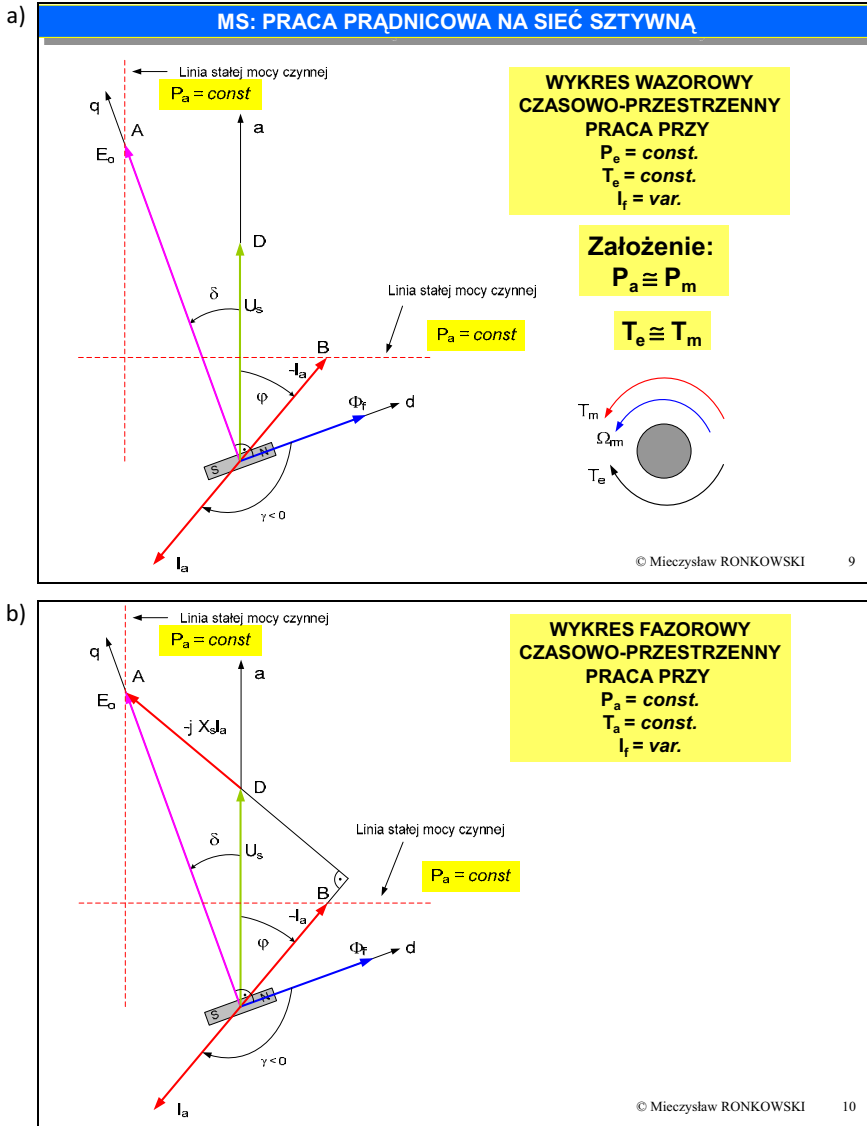 a)
MS: PRACA PRĄDNICOWA NA SIEĆ SZTYWNĄ
Linia stałej mocy czynnej
Pa = const
q
A
a
Eo
D
δ
Us
Linia stałej mocy czynnej
Pa = const
B
-Ia
φ
Φf
d
S
N
γ < 0
Ia
WYKRES WAZOROWY
CZASOWO-PRZESTRZENNY
PRACA PRZY
Pe = const.
Te = const.
If = var.
Założenie:
Pa ≅ Pm
Te ≅ Tm
Tm
Ωrm
Te
© Mieczysław RONKOWSKI 9
b)
Linia stałej mocy czynnej
Pa = const
q
A
a
Eo
-j XsIa
D
δ
Us
Linia stałej mocy czynnej
Pa = const
B
-Ia
φ
Φf
d
S
N
γ < 0
Ia
WYKRES FAZOROWY
CZASOWO-PRZESTRZENNY
PRACA PRZY
Pa = const.
Ta = const.
If = var.
© Mieczysław RONKOWSKI 10